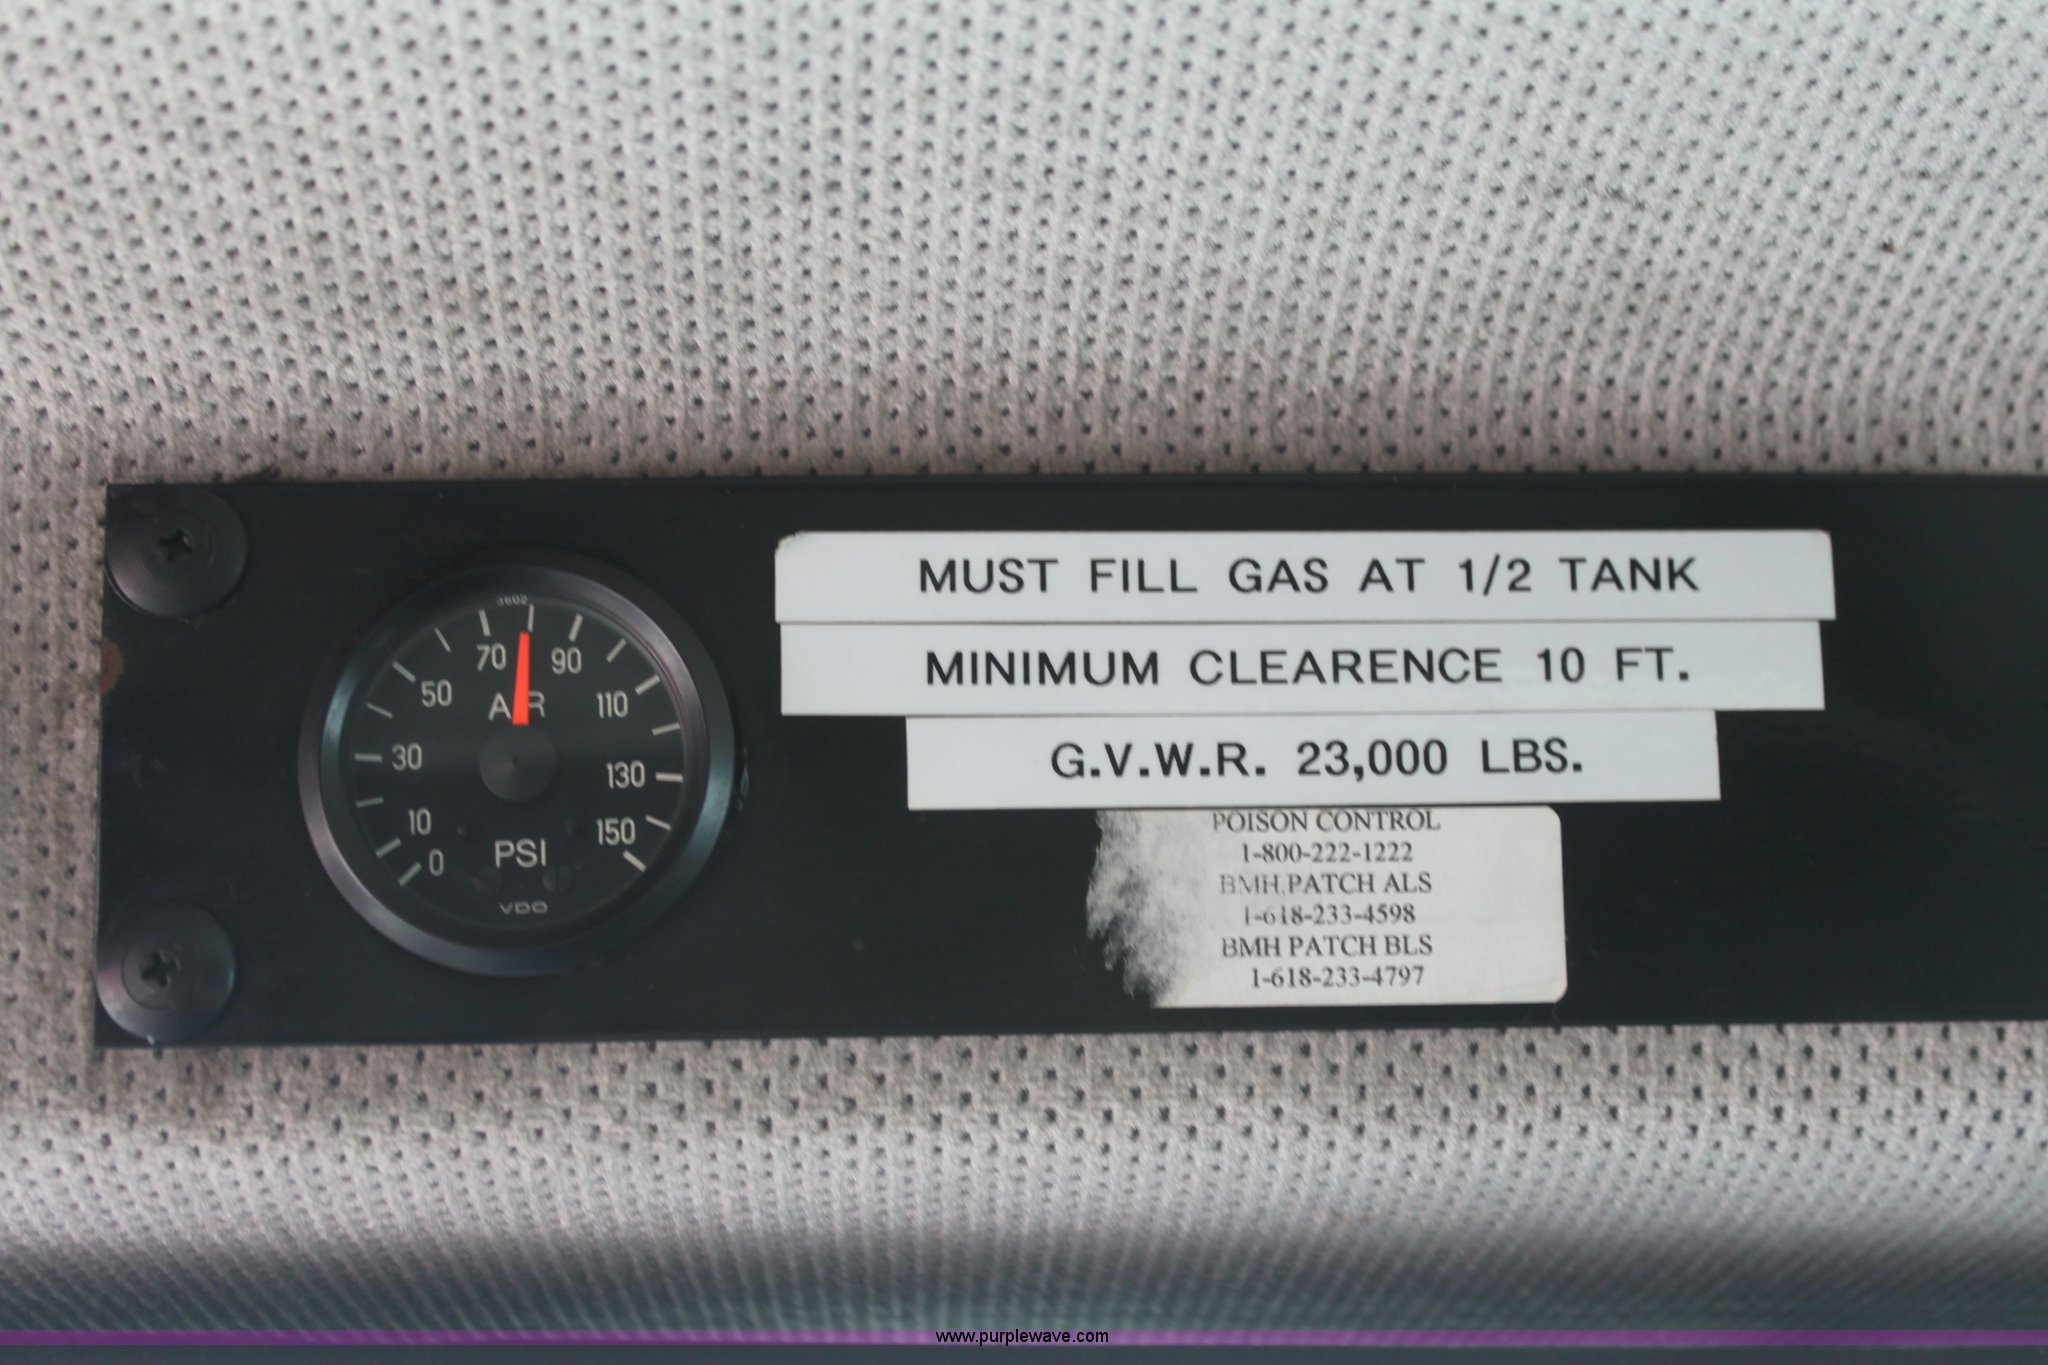 3602
70
90
50
AIR
110
30
130
10
150
0
PSI
VDO
MUST FILL GAS AT 1/2 TANK
MINIMUM CLEARENCE 10 FT.
G.V.W.R. 23,000 LBS.
POISON CONTROL
1-800-222-1222
BMH PATCH ALS
1-618-233-4598
BMH PATCH BLS
1-618-233-4797
www.purplewave.com